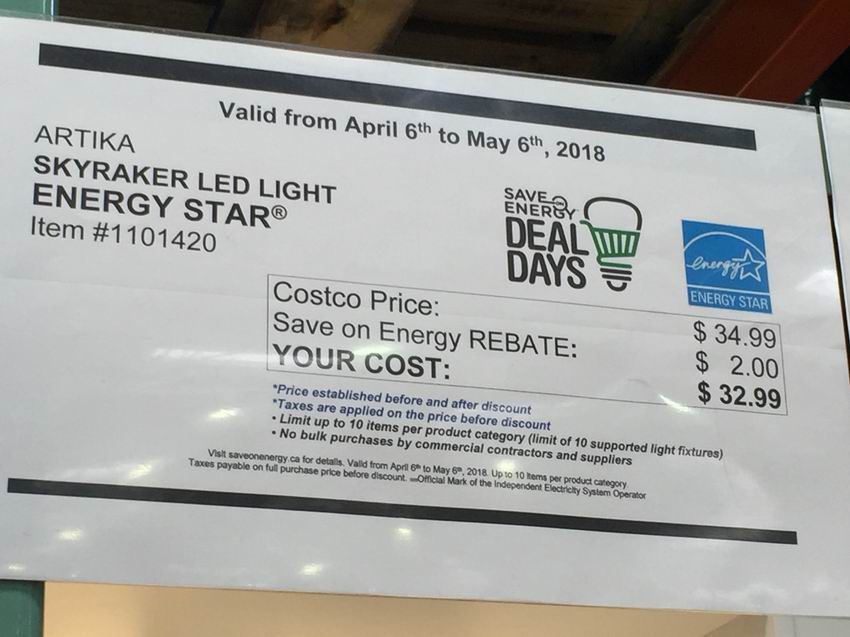 Valid from April 6th to May 6th, 2018
ARTIKA
SKYRAKER LED LIGHT
ENERGY STAR®
Item #1101420
SAVE ON
ENERGY
DEAL
DAYS
energy
ENERGY STAR
Costco Price: $ 34.99
Save on Energy REBATE: $ 2.00
YOUR COST: $ 32.99
*Price established before and after discount
*Taxes are applied on the price before discount
• Limit up to 10 items per product category (limit of 10 supported light fixtures)
• No bulk purchases by commercial contractors and suppliers
Visit saveonenergy.ca for details. Valid from April 6th to May 6th, 2018. Up to 10 items per product category
Taxes payable on full purchase price before discount. OMOfficial Mark of the Independent Electricity System Operator